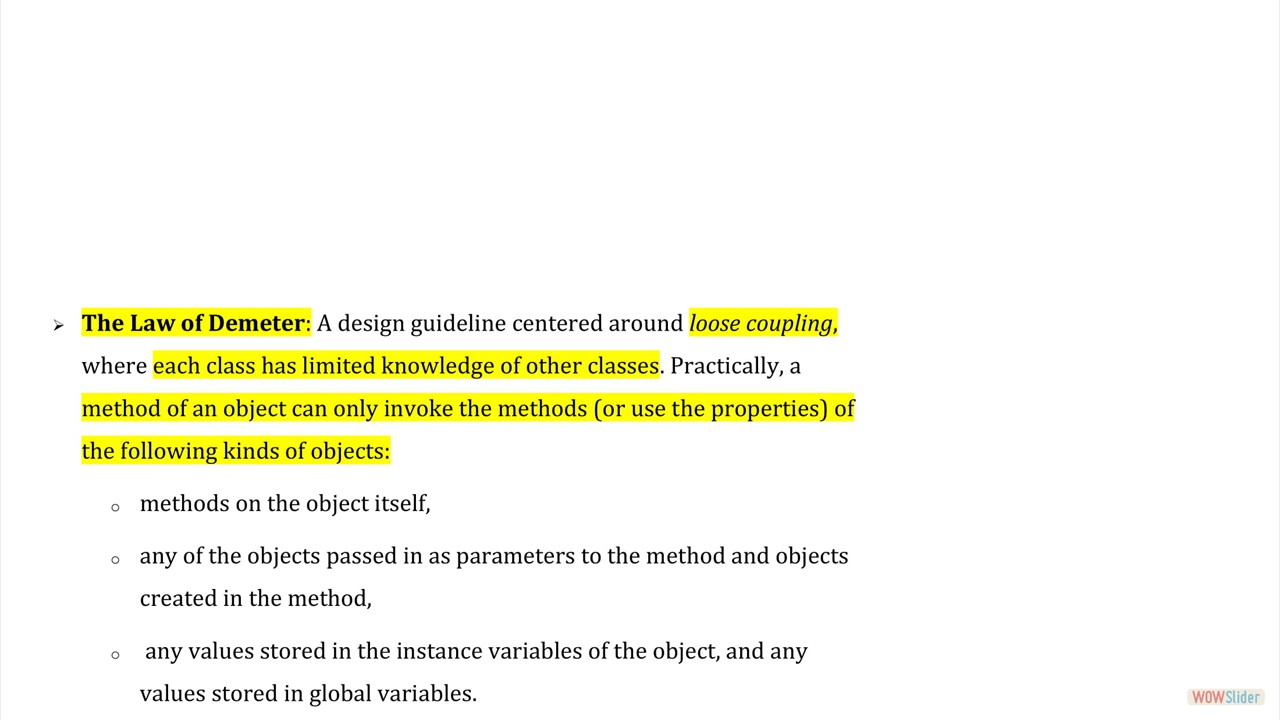 ➢ The Law of Demeter: A design guideline centered around loose coupling,
where each class has limited knowledge of other classes. Practically, a
method of an object can only invoke the methods (or use the properties) of
the following kinds of objects:
○ methods on the object itself,
○ any of the objects passed in as parameters to the method and objects
created in the method,
○ any values stored in the instance variables of the object, and any
values stored in global variables.
WOWSlider